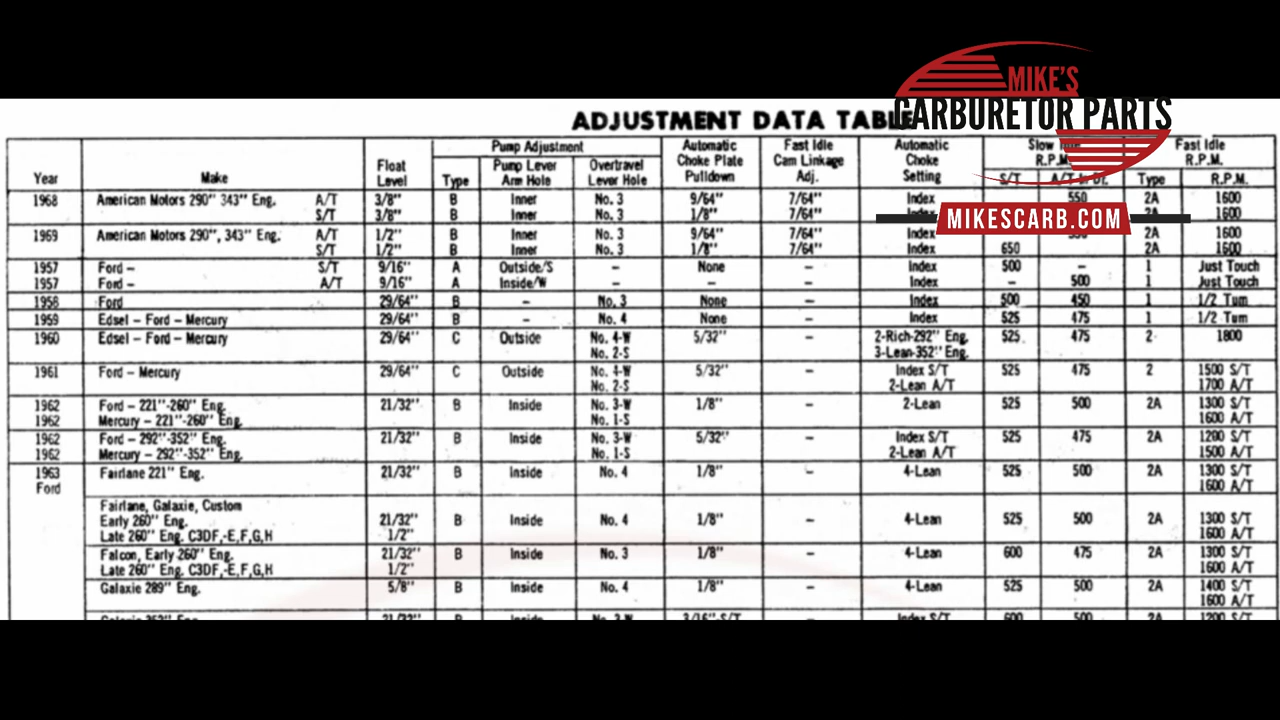 MIKE'S
CARBURETOR PARTS
MIKESCARB.COM
ADJUSTMENT DATA TABLE
Year Make Float Level Pump Adjustment Type Pump Lever Arm Hole Overtravel Lever Hole Automatic Choke Plate Pulldown Fast Idle Cam Linkage Adj. Automatic Choke Setting Slow R.P.M. S/T A/T Fast Idle R.P.M. Type R.P.M.
1968 American Motors 290" 343" Eng. A/T 3/8" B Inner No. 3 9/64" 7/64" Index 550 2A 1600
S/T 3/8" B Inner No. 3 1/8" 7/64" 2A 1600
1969 American Motors 290", 343" Eng. A/T 1/2" B Inner No. 3 9/64" 7/64" Index 2A 1600
S/T 1/2" B Inner No. 3 1/8" 7/64" Index 650 2A 1600
1957 Ford – S/T 9/16" A Outside/S – None Index 500 – 1 Just Touch
1957 Ford – A/T 9/16" A Inside/W – – Index – 500 1 Just Touch
1958 Ford 29/64" B – No. 3 None – Index 500 450 1 1/2 Turn
1959 Edsel – Ford – Mercury 29/64" B – No. 4 None – Index 525 475 1 1/2 Turn
1960 Edsel – Ford – Mercury 29/64" C Outside No. 4-W 5/32" – 2-Rich-292" Eng. 525 475 2 1800
No. 2-S 3-Lean-352" Eng.
1961 Ford – Mercury 29/64" C Outside No. 4-W 5/32" – Index S/T 525 475 2 1500 S/T
No. 2-S 2-Lean A/T 1700 A/T
1962 Ford – 221"-260" Eng. 21/32" B Inside No. 3-W 1/8" – 2-Lean 525 500 2A 1300 S/T
1962 Mercury – 221"-260" Eng. No. 1-S 1600 A/T
1962 Ford – 292"-352" Eng. 21/32" B Inside No. 3-W 5/32" – Index S/T 525 475 2A 1200 S/T
1962 Mercury – 292"-352" Eng. No. 1-S 2-Lean A/T 1500 A/T
1963 Fairlane 221" Eng. 21/32" B Inside No. 4 1/8" – 4-Lean 525 500 2A 1300 S/T
Ford 1600 A/T
Fairlane, Galaxie, Custom
Early 260" Eng. 21/32" B Inside No. 4 1/8" – 4-Lean 525 500 2A 1300 S/T
Late 260" Eng. C3DF,-E,F,G,H 1/2" 1600 A/T
Falcon, Early 260" Eng. 21/32" B Inside No. 3 1/8" – 4-Lean 600 475 2A 1300 S/T
Late 260" Eng. C3DF,-E,F,G,H 1/2" 1600 A/T
Galaxie 289" Eng. 5/8" B Inside No. 4 1/8" – 4-Lean 525 500 2A 1400 S/T
1600 A/T